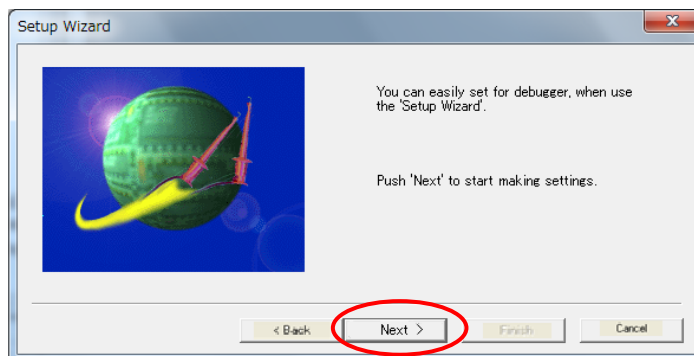 Setup Wizard
You can easily set for debugger, when use
the 'Setup Wizard'.
Push 'Next' to start making settings.
< Back
Next >
Finish
Cancel